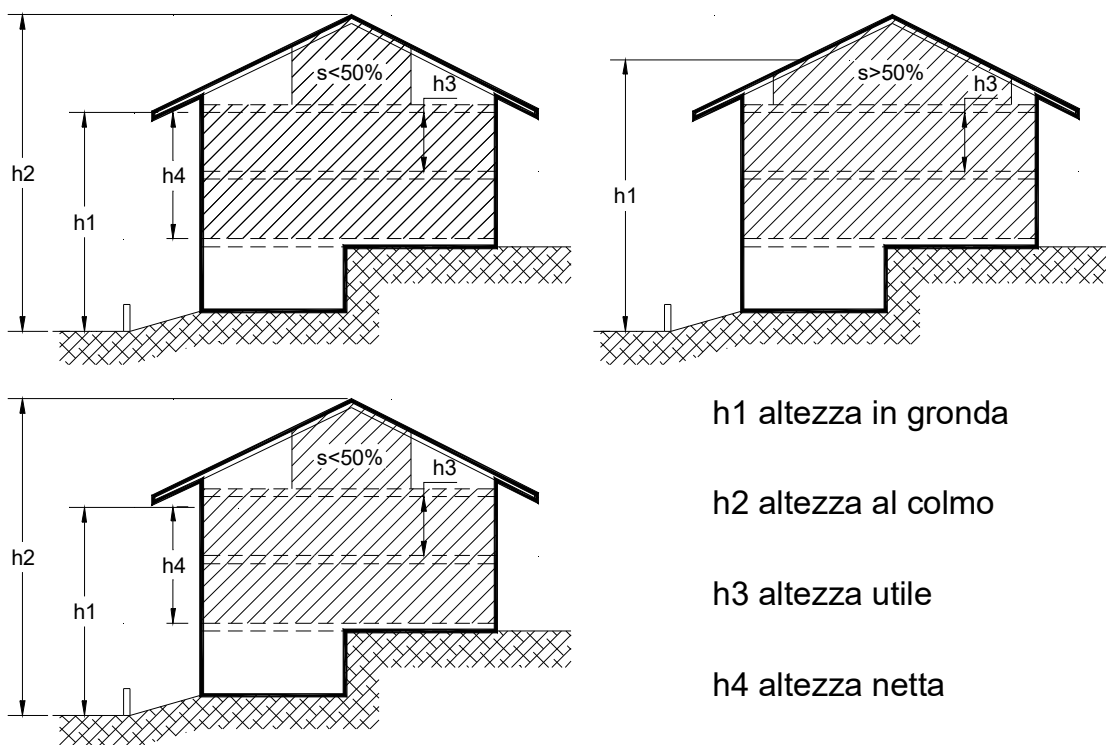 s<50%
h3
h2
h4
h1
s>50%
h3
h1
s<50%
h3
h2
h4
h1
h1 altezza in gronda
h2 altezza al colmo
h3 altezza utile
h4 altezza netta